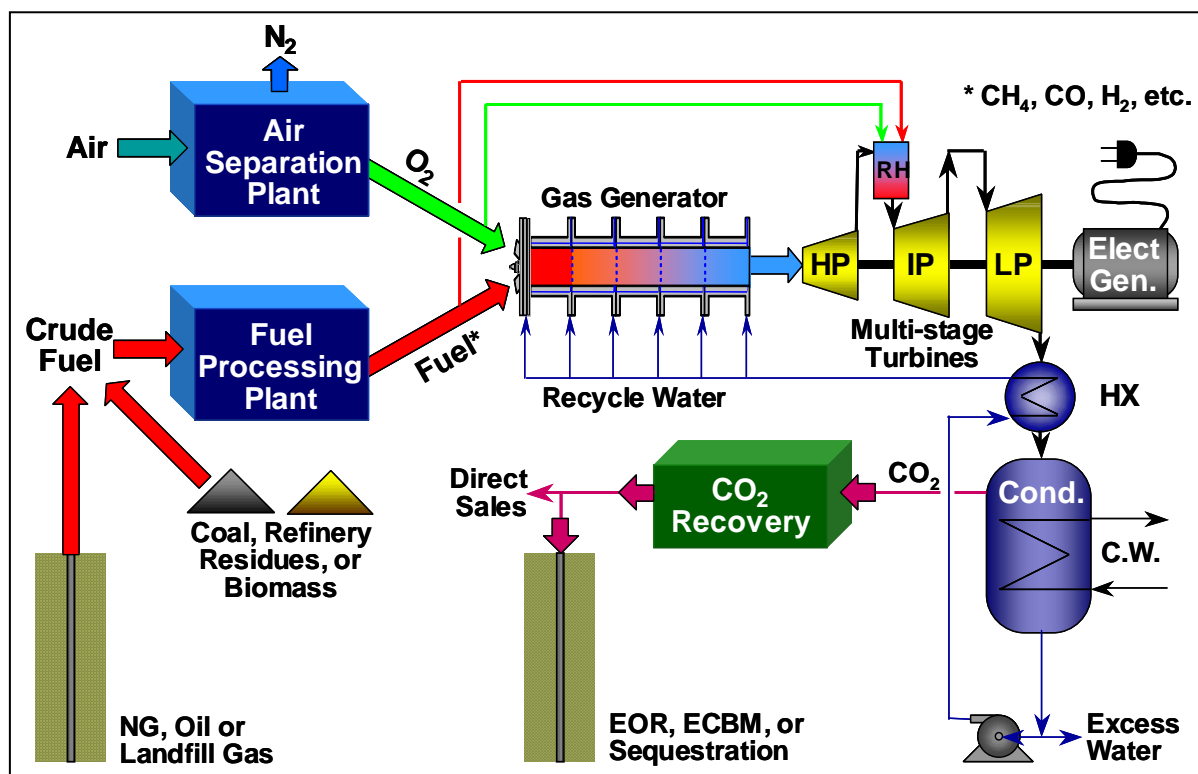 N2
* CH4, CO, H2, etc.
Air
Air
Separation
Plant
O2
RH
Gas Generator
HP
IP
LP
Elect
Gen.
Multi-stage
Turbines
Crude
Fuel
Fuel
Processing
Plant
Fuel*
Recycle Water
HX
Direct
Sales
CO2
Recovery
CO2
Cond.
C.W.
Coal, Refinery
Residues, or
Biomass
NG, Oil or
Landfill Gas
EOR, ECBM, or
Sequestration
Excess
Water